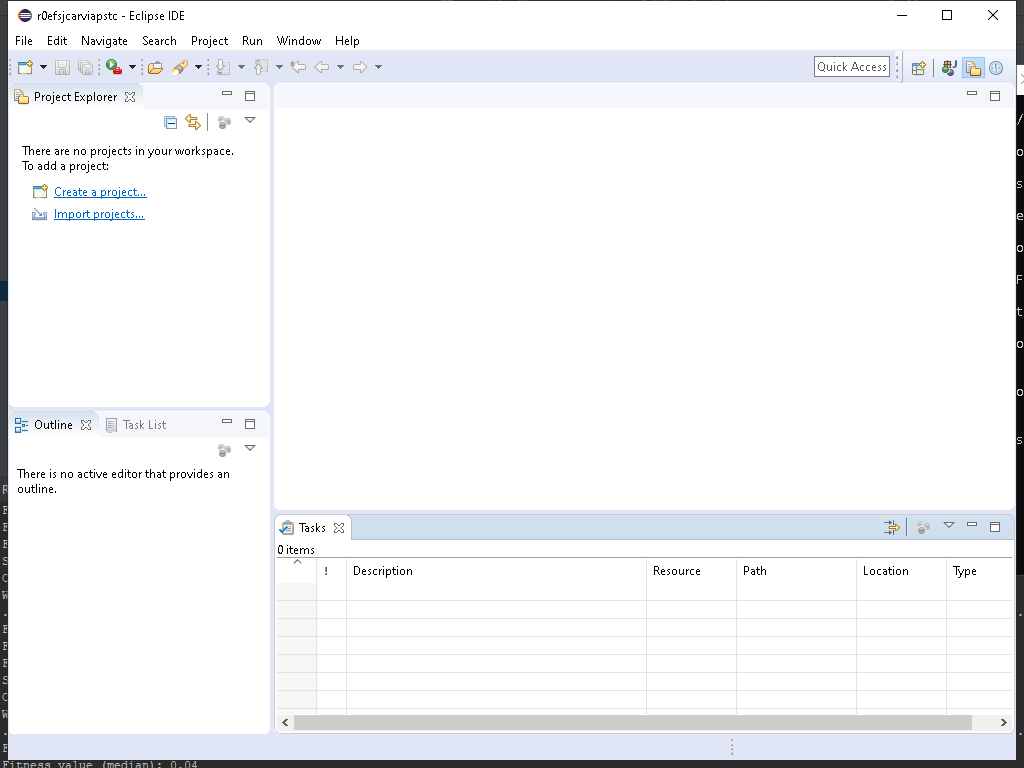 r0efsjcarviapstc - Eclipse IDE
File Edit Navigate Search Project Run Window Help
Quick Access
Project Explorer
There are no projects in your workspace.
To add a project:
Create a project...
Import projects...
Outline Task List
There is no active editor that provides an
outline.
Tasks
0 items
! Description Resource Path Location Type
Fitness value (median): 0.04